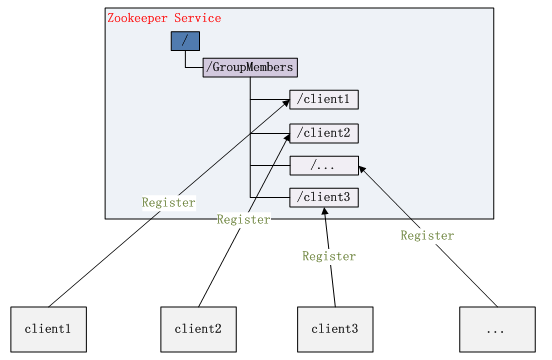 Zookeeper Service
/
/GroupMembers
/client1
/client2
/...
/client3
Register
Register
Register
Register
client1
client2
client3
...